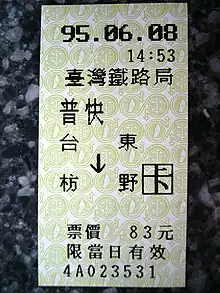 95.06.08
14:53
臺灣鐵路局
普快
台東
↓
枋野 卡
票價 83元
限當日有效
4A023531